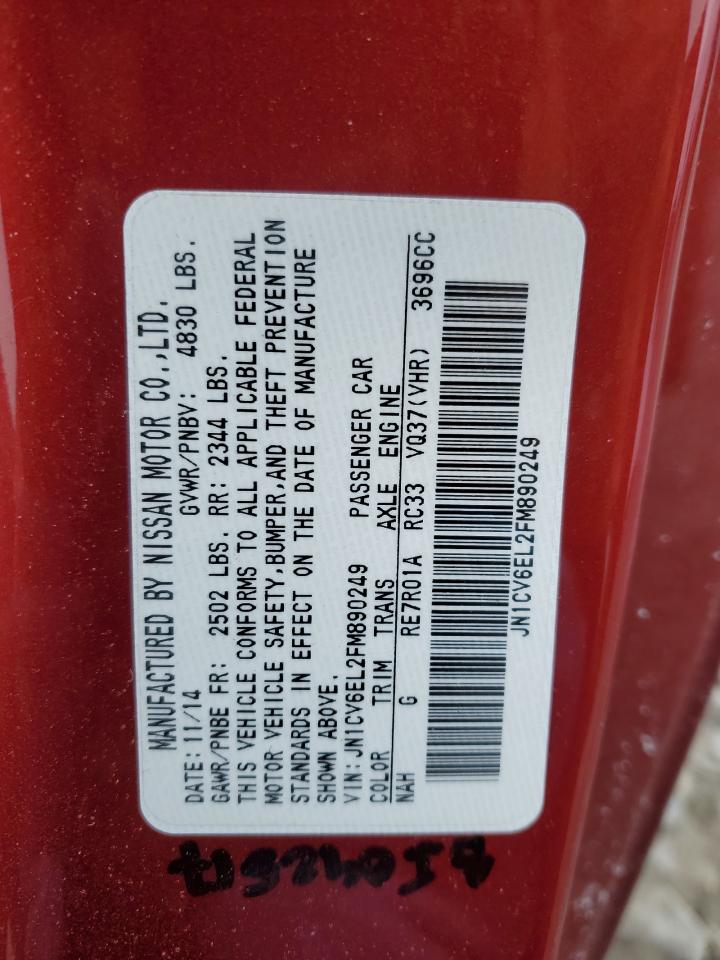 MANUFACTURED BY NISSAN MOTOR CO.,LTD.
DATE: 11/14 GVWR/PNBV: 4830 LBS.
GAWR/PNBE FR: 2502 LBS. RR: 2344 LBS.
THIS VEHICLE CONFORMS TO ALL APPLICABLE FEDERAL
MOTOR VEHICLE SAFETY,BUMPER,AND THEFT PREVENTION
STANDARDS IN EFFECT ON THE DATE OF MANUFACTURE
SHOWN ABOVE.
VIN: JN1CV6EL2FM890249 PASSENGER CAR
COLOR TRIM TRANS AXLE ENGINE
NAH G RE7R01A RC33 VQ37(VHR) 3696CC
JN1CV6EL2FM890249